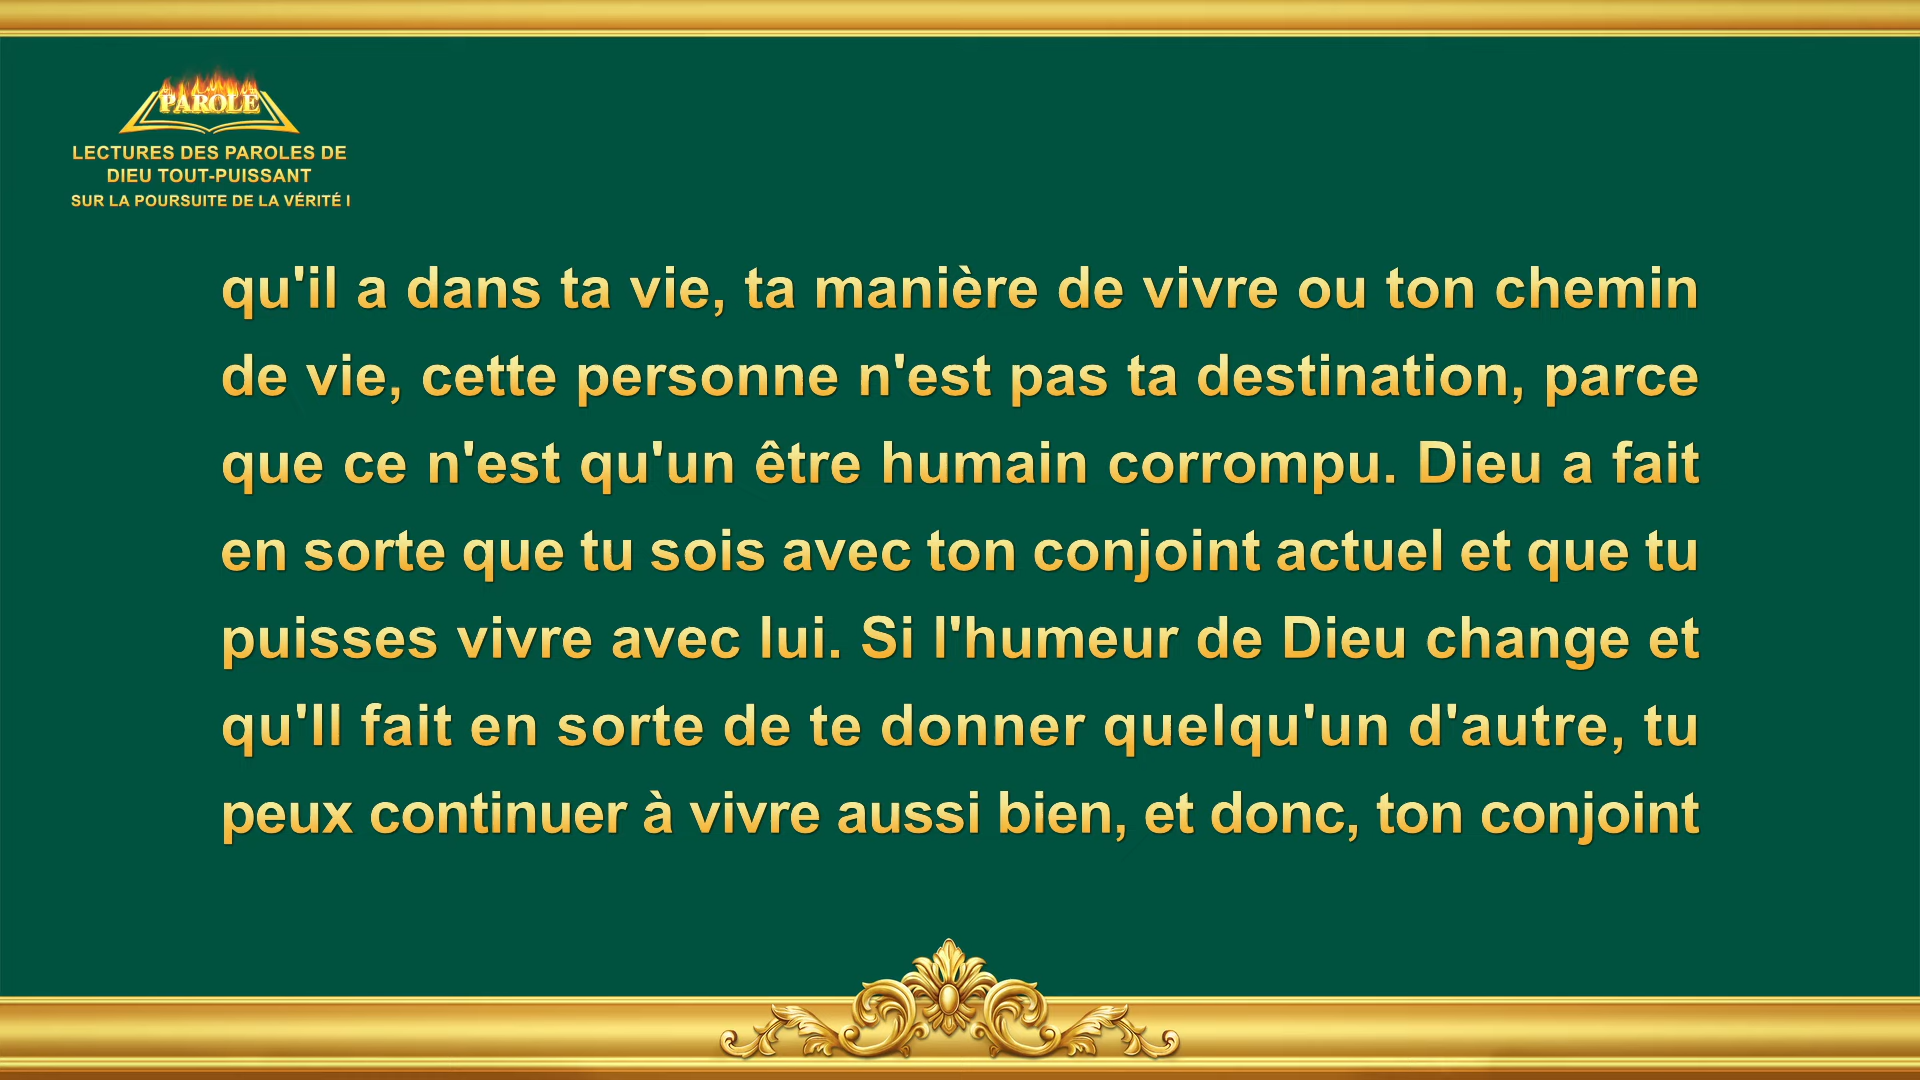 PAROLE
LECTURES DES PAROLES DE
DIEU TOUT-PUISSANT
SUR LA POURSUITE DE LA VÉRITÉ I
qu'il a dans ta vie, ta manière de vivre ou ton chemin
de vie, cette personne n'est pas ta destination, parce
que ce n'est qu'un être humain corrompu. Dieu a fait
en sorte que tu sois avec ton conjoint actuel et que tu
puisses vivre avec lui. Si l'humeur de Dieu change et
qu'Il fait en sorte de te donner quelqu'un d'autre, tu
peux continuer à vivre aussi bien, et donc, ton conjoint